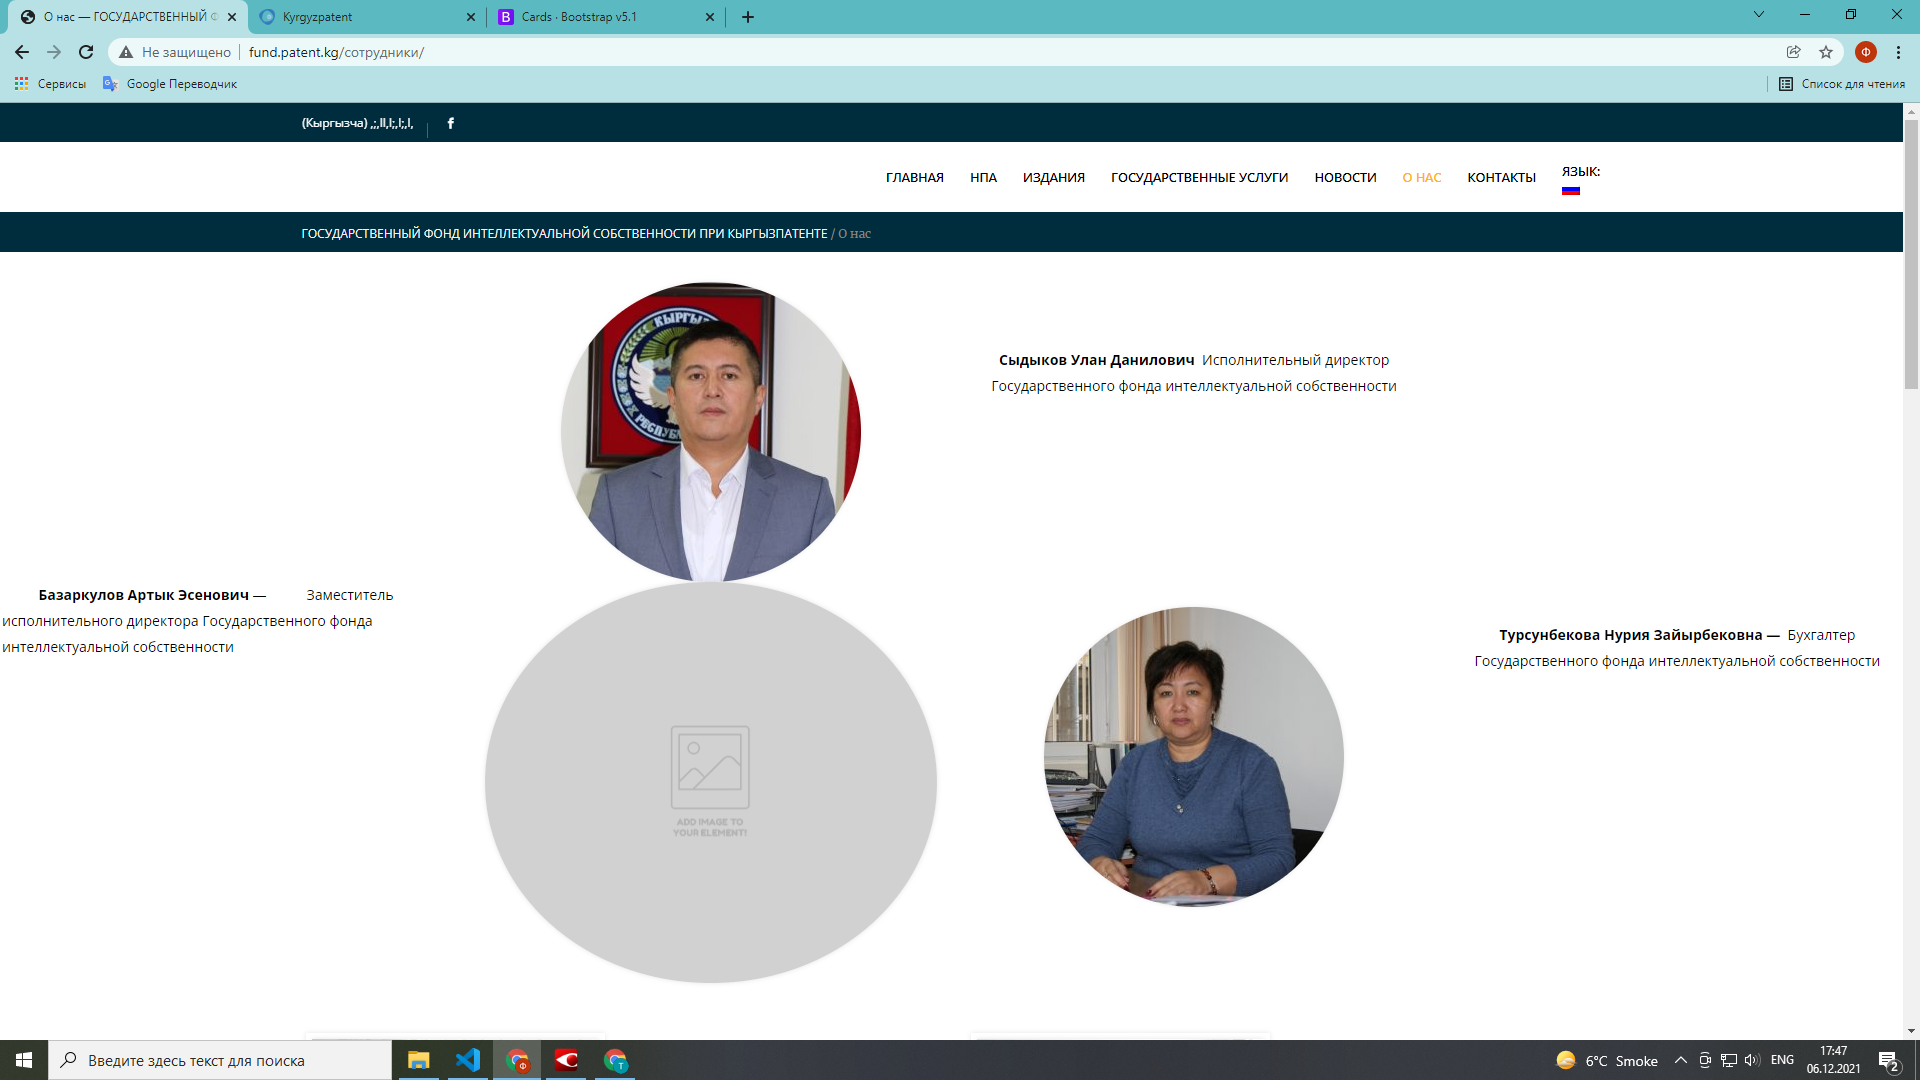 О нас — ГОСУДАРСТВЕННЫЙ Ф
Kyrgyzpatent
Cards · Bootstrap v5.1
Не защищено
fund.patent.kg/сотрудники/
Ф
Сервисы
Google Переводчик
Список для чтения
(Кыргызча) ,;,ll,l;,l;,l,
ГЛАВНАЯ
НПА
ИЗДАНИЯ
ГОСУДАРСТВЕННЫЕ УСЛУГИ
НОВОСТИ
О НАС
КОНТАКТЫ
ЯЗЫК:
ГОСУДАРСТВЕННЫЙ ФОНД ИНТЕЛЛЕКТУАЛЬНОЙ СОБСТВЕННОСТИ ПРИ КЫРГЫЗПАТЕНТЕ / О нас
Сыдыков Улан Данилович Исполнительный директор
Государственного фонда интеллектуальной собственности
Базаркулов Артык Эсенович — Заместитель
исполнительного директора Государственного фонда
интеллектуальной собственности
ADD IMAGE TO
YOUR ELEMENT!
Турсунбекова Нурия Зайырбековна — Бухгалтер
Государственного фонда интеллектуальной собственности
Введите здесь текст для поиска
6°C Smoke
ENG
17:47
06.12.2021
2